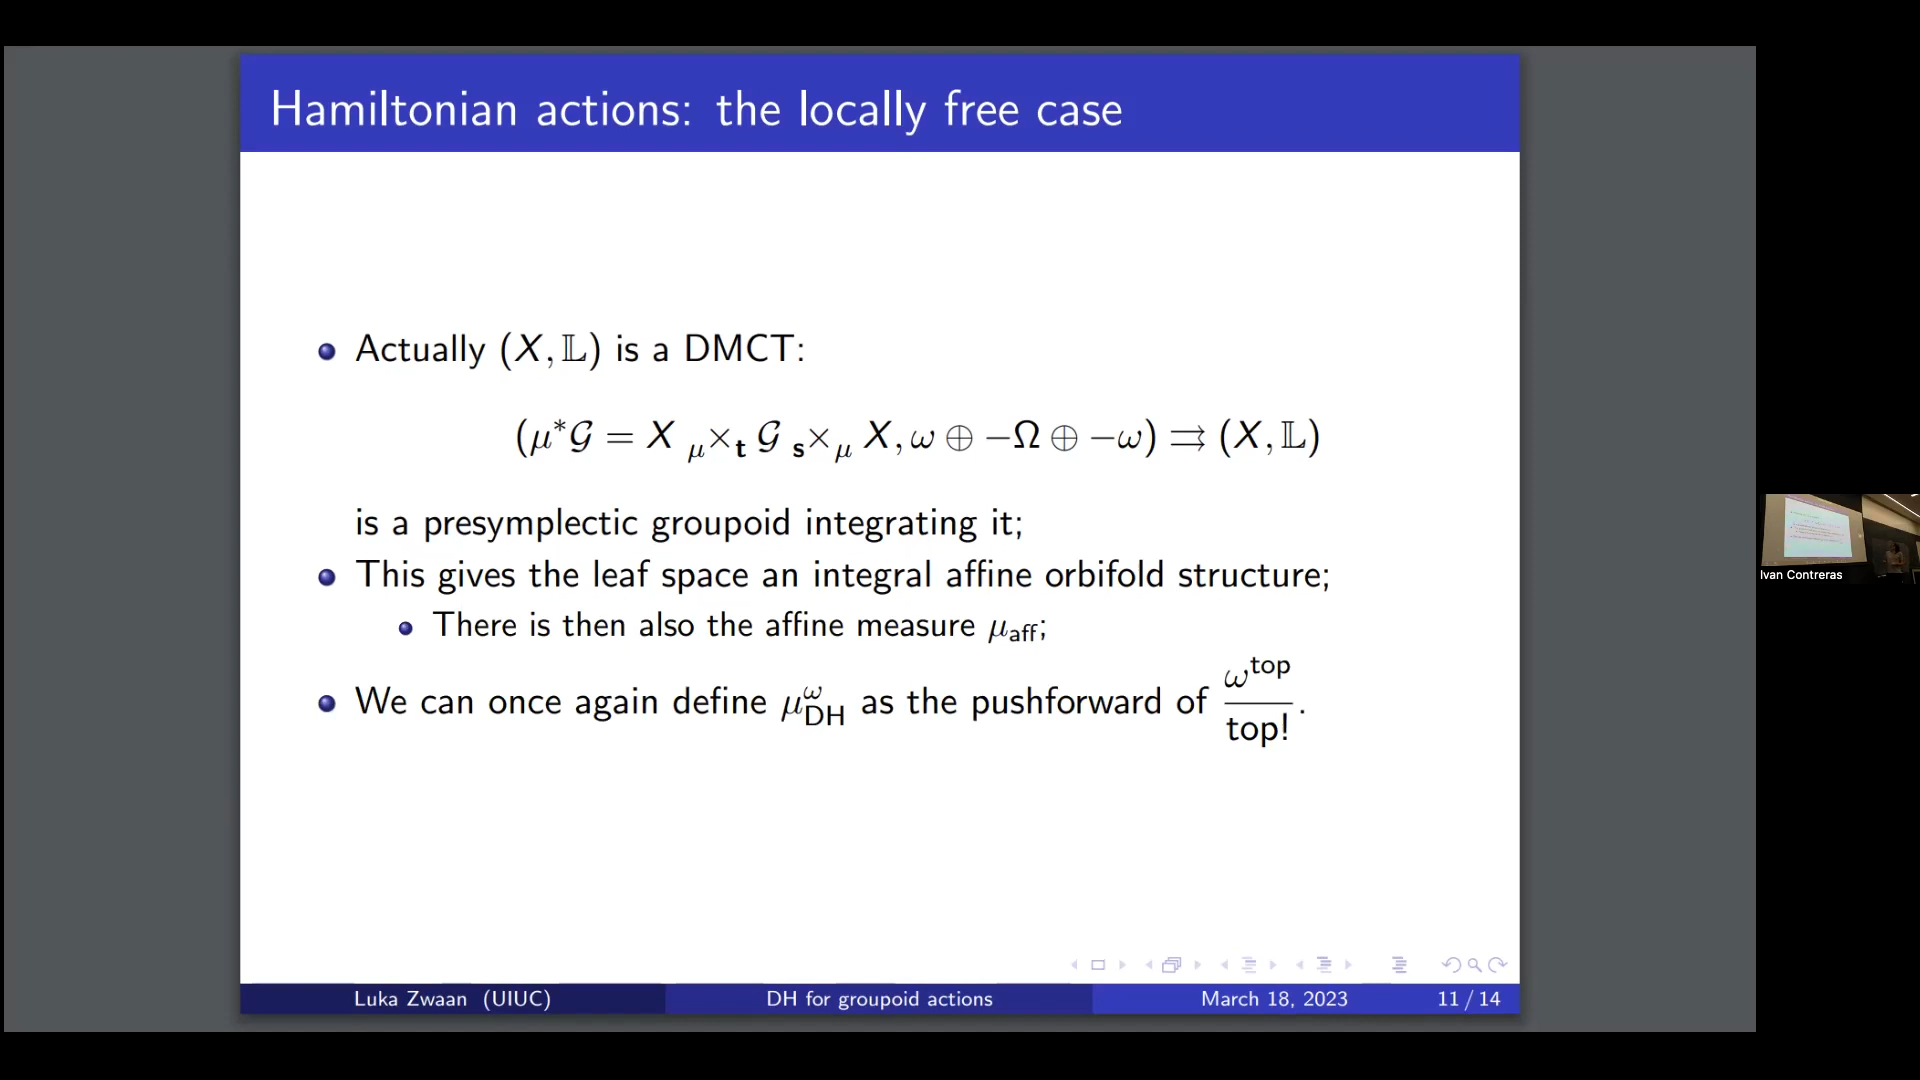 Hamiltonian actions: the locally free case
Actually (X, 𝕃) is a DMCT:
(μ*𝒢 = X μ×t 𝒢 s×μ X, ω ⊕ −Ω ⊕ −ω) ⇉ (X, 𝕃)
is a presymplectic groupoid integrating it;
This gives the leaf space an integral affine orbifold structure;
There is then also the affine measure μ_aff;
We can once again define μ^ω_DH as the pushforward of ω^top / top! .
Luka Zwaan (UIUC)
DH for groupoid actions
March 18, 2023
11 / 14
Ivan Contreras